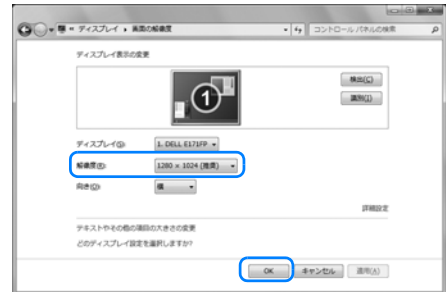 ディスプレイ ▸ 画面の解像度
コントロール パネルの検索
ディスプレイ表示の変更
1
検出(C)
識別(I)
ディスプレイ(S): 1. DELL E171FP
解像度(R): 1280 × 1024 (推奨)
向き(O): 横
詳細設定
テキストやその他の項目の大きさの変更
どのディスプレイ設定を選択しますか?
OK キャンセル 適用(A)